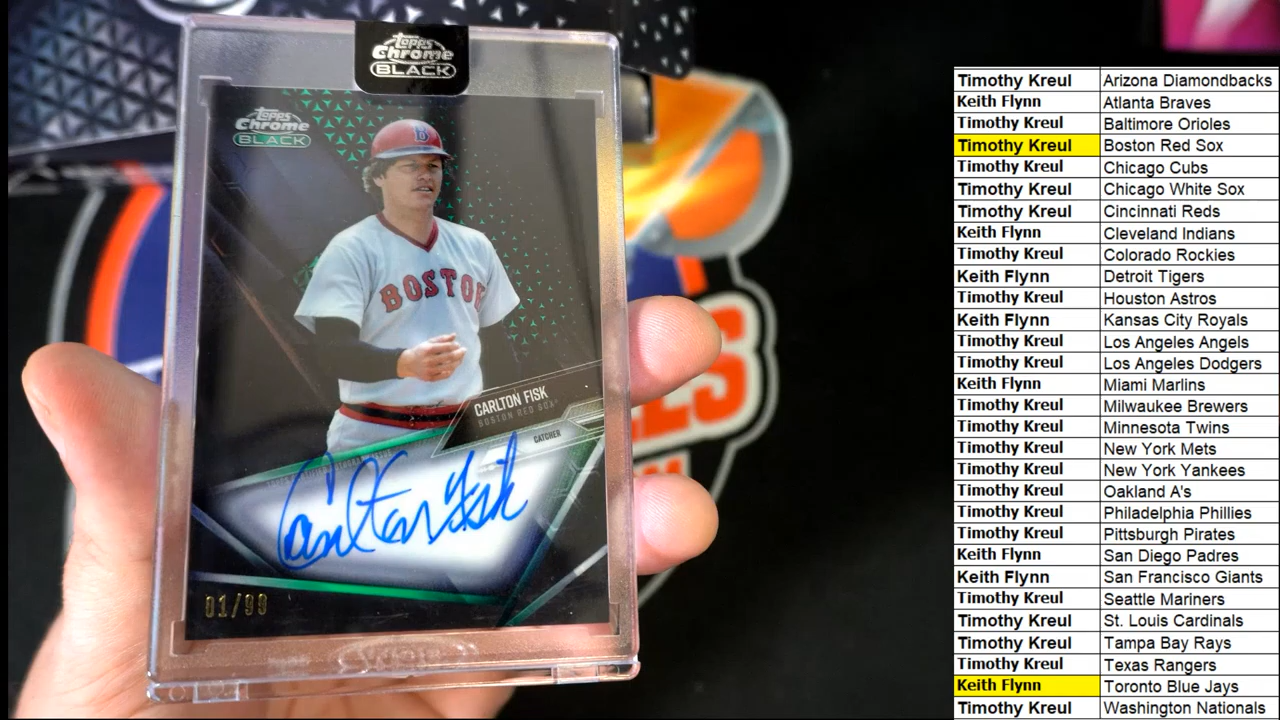 Topps
Chrome
BLACK
Topps
Chrome
BLACK
B
BOSTO
CARLTON FISK
BOSTON RED SOX
CATCHER
Carlton Fisk
01/99
Timothy Kreul Arizona Diamondbacks
Keith Flynn Atlanta Braves
Timothy Kreul Baltimore Orioles
Timothy Kreul Boston Red Sox
Timothy Kreul Chicago Cubs
Timothy Kreul Chicago White Sox
Timothy Kreul Cincinnati Reds
Keith Flynn Cleveland Indians
Timothy Kreul Colorado Rockies
Keith Flynn Detroit Tigers
Timothy Kreul Houston Astros
Keith Flynn Kansas City Royals
Timothy Kreul Los Angeles Angels
Timothy Kreul Los Angeles Dodgers
Keith Flynn Miami Marlins
Timothy Kreul Milwaukee Brewers
Timothy Kreul Minnesota Twins
Timothy Kreul New York Mets
Timothy Kreul New York Yankees
Timothy Kreul Oakland A's
Timothy Kreul Philadelphia Phillies
Timothy Kreul Pittsburgh Pirates
Keith Flynn San Diego Padres
Keith Flynn San Francisco Giants
Timothy Kreul Seattle Mariners
Timothy Kreul St. Louis Cardinals
Timothy Kreul Tampa Bay Rays
Timothy Kreul Texas Rangers
Keith Flynn Toronto Blue Jays
Timothy Kreul Washington Nationals